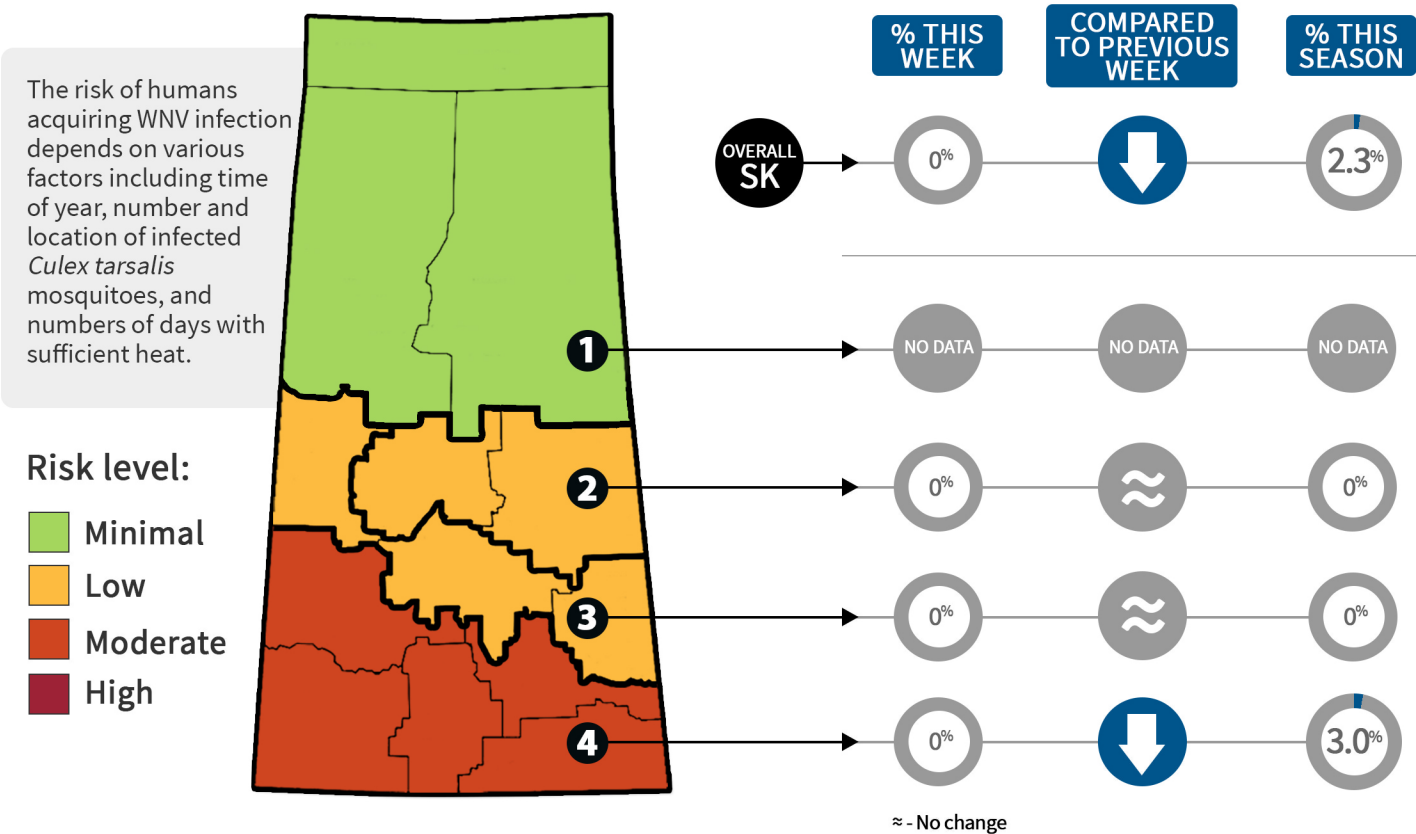 The risk of humans
acquiring WNV infection
depends on various
factors including time
of year, number and
location of infected
Culex tarsalis
mosquitoes, and
numbers of days with
sufficient heat.
Risk level:
Minimal
Low
Moderate
High
% THIS
WEEK
COMPARED
TO PREVIOUS
WEEK
% THIS
SEASON
OVERALL
SK
0%
2.3%
1
NO DATA
NO DATA
NO DATA
2
0%
≈
0%
3
0%
≈
0%
4
0%
3.0%
≈ - No change